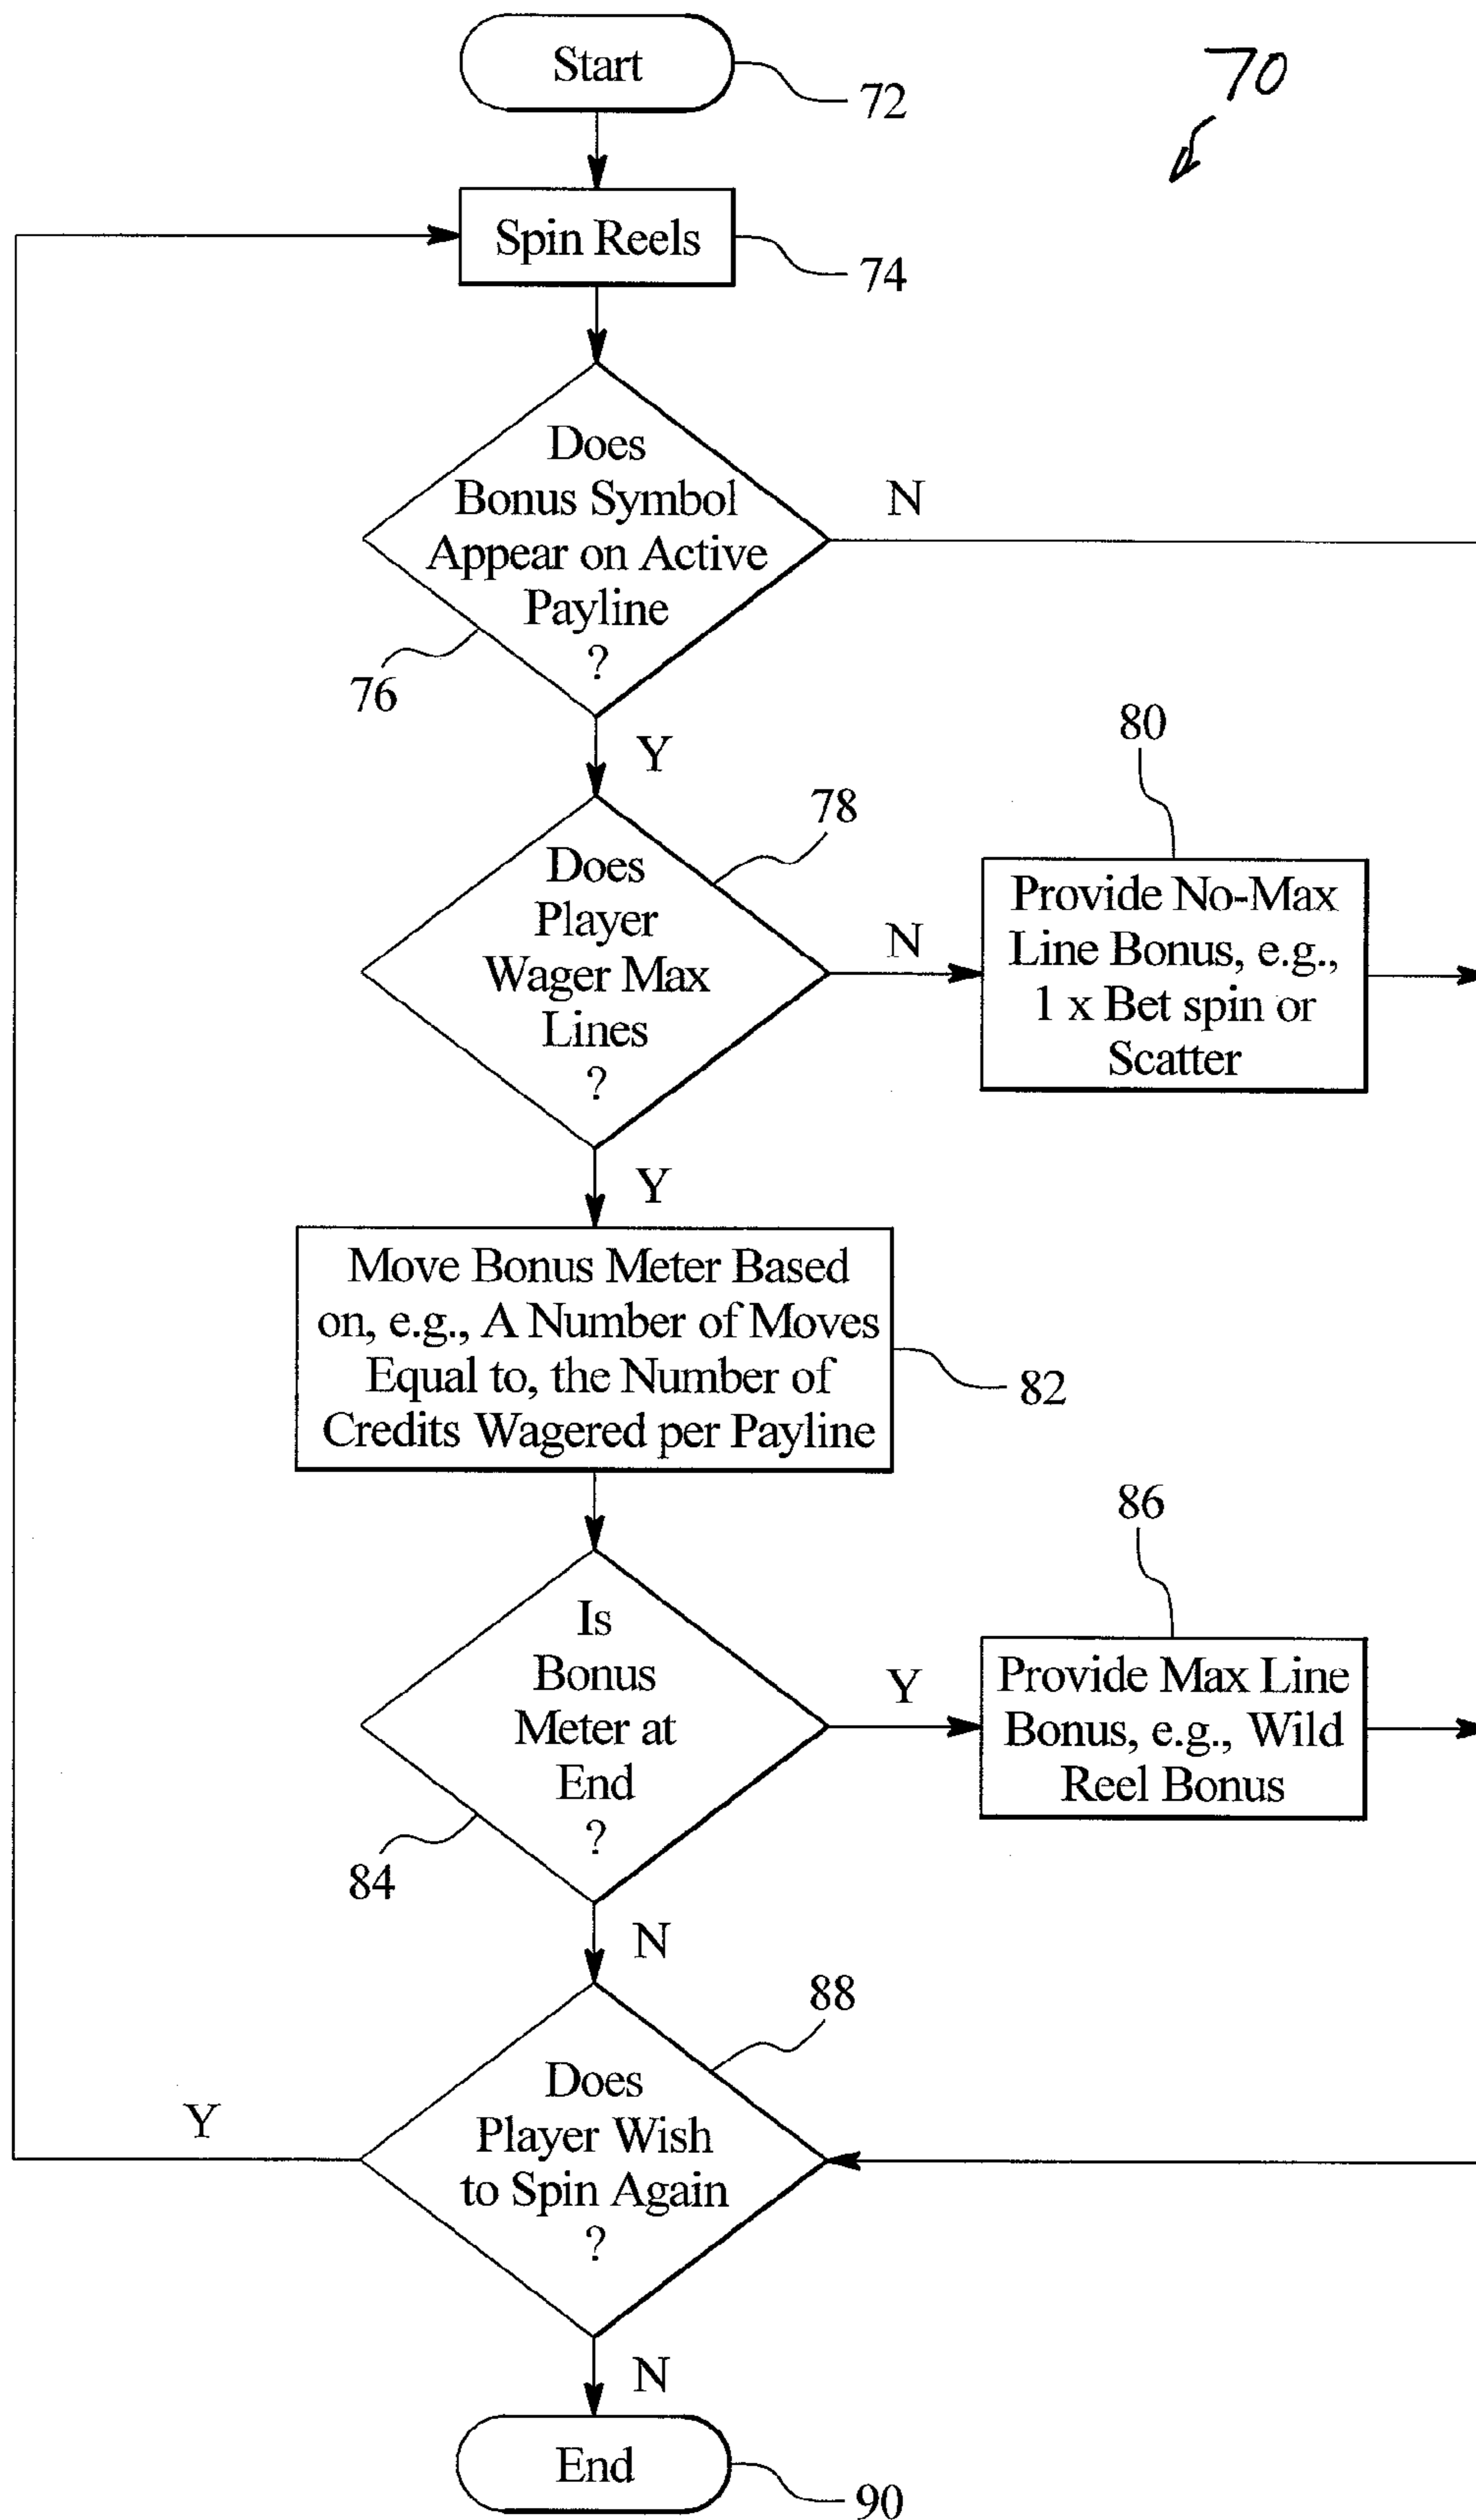 Start
72
70
Spin Reels
74
Does
Bonus Symbol
Appear on Active
Payline
?
76
N
Y
Does
Player
Wager Max
Lines
?
78
N
80
Provide No-Max
Line Bonus, e.g.,
1 x Bet spin or
Scatter
Y
Move Bonus Meter Based
on, e.g., A Number of Moves
Equal to, the Number of
Credits Wagered per Payline
82
Is
Bonus
Meter at
End
?
84
Y
86
Provide Max Line
Bonus, e.g., Wild
Reel Bonus
N
88
Does
Player Wish
to Spin Again
?
Y
N
End
90